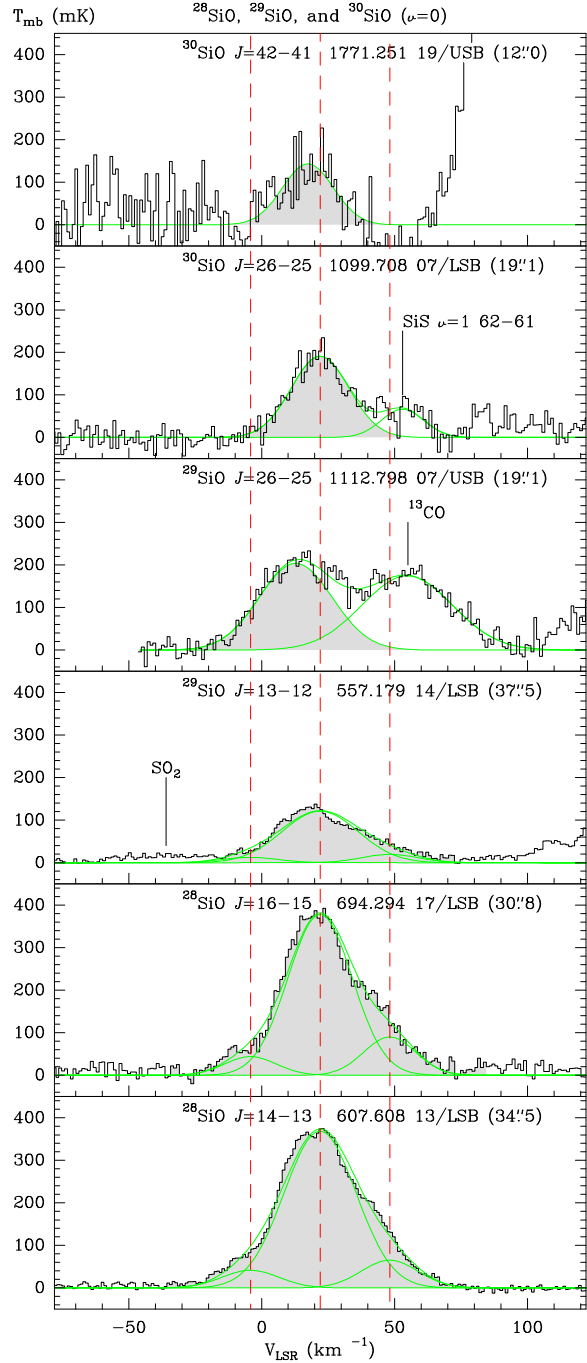 T_mb (mK) ²⁸SiO, ²⁹SiO, and ³⁰SiO (ν=0)
³⁰SiO J=42−41 1771.251 19/USB (12."0)
400
300
200
100
0
³⁰SiO J=26−25 1099.708 07/LSB (19."1)
400
300
SiS ν=1 62−61
200
100
0
²⁹SiO J=26−25 1112.798 07/USB (19."1)
400
¹³CO
300
200
100
0
²⁹SiO J=13−12 557.179 14/LSB (37."5)
400
300
SO₂
200
100
0
²⁸SiO J=16−15 694.294 17/LSB (30."8)
400
300
200
100
0
²⁸SiO J=14−13 607.608 13/LSB (34."5)
400
300
200
100
0
−50 0 50 100
V_LSR (km ⁻¹)